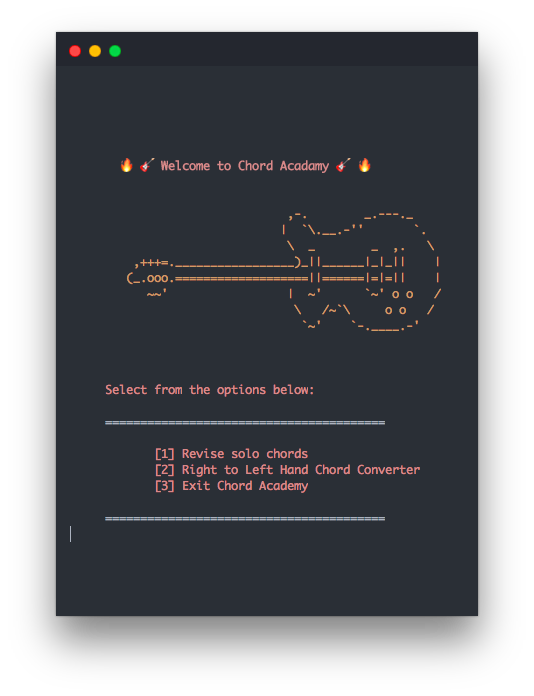 🔥 🎸 Welcome to Chord Acadamy 🎸 🔥
Select from the options below:
========================================
[1] Revise solo chords
[2] Right to Left Hand Chord Converter
[3] Exit Chord Academy
========================================